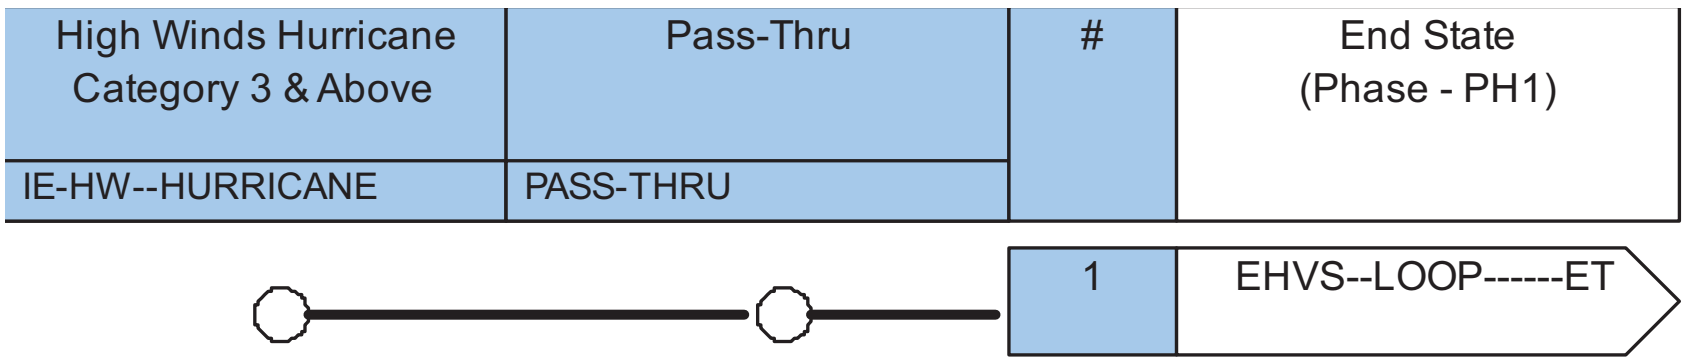 High Winds Hurricane
Category 3 & Above
Pass-Thru
#
End State
(Phase - PH1)
IE-HW--HURRICANE
PASS-THRU
1
EHVS--LOOP------ET